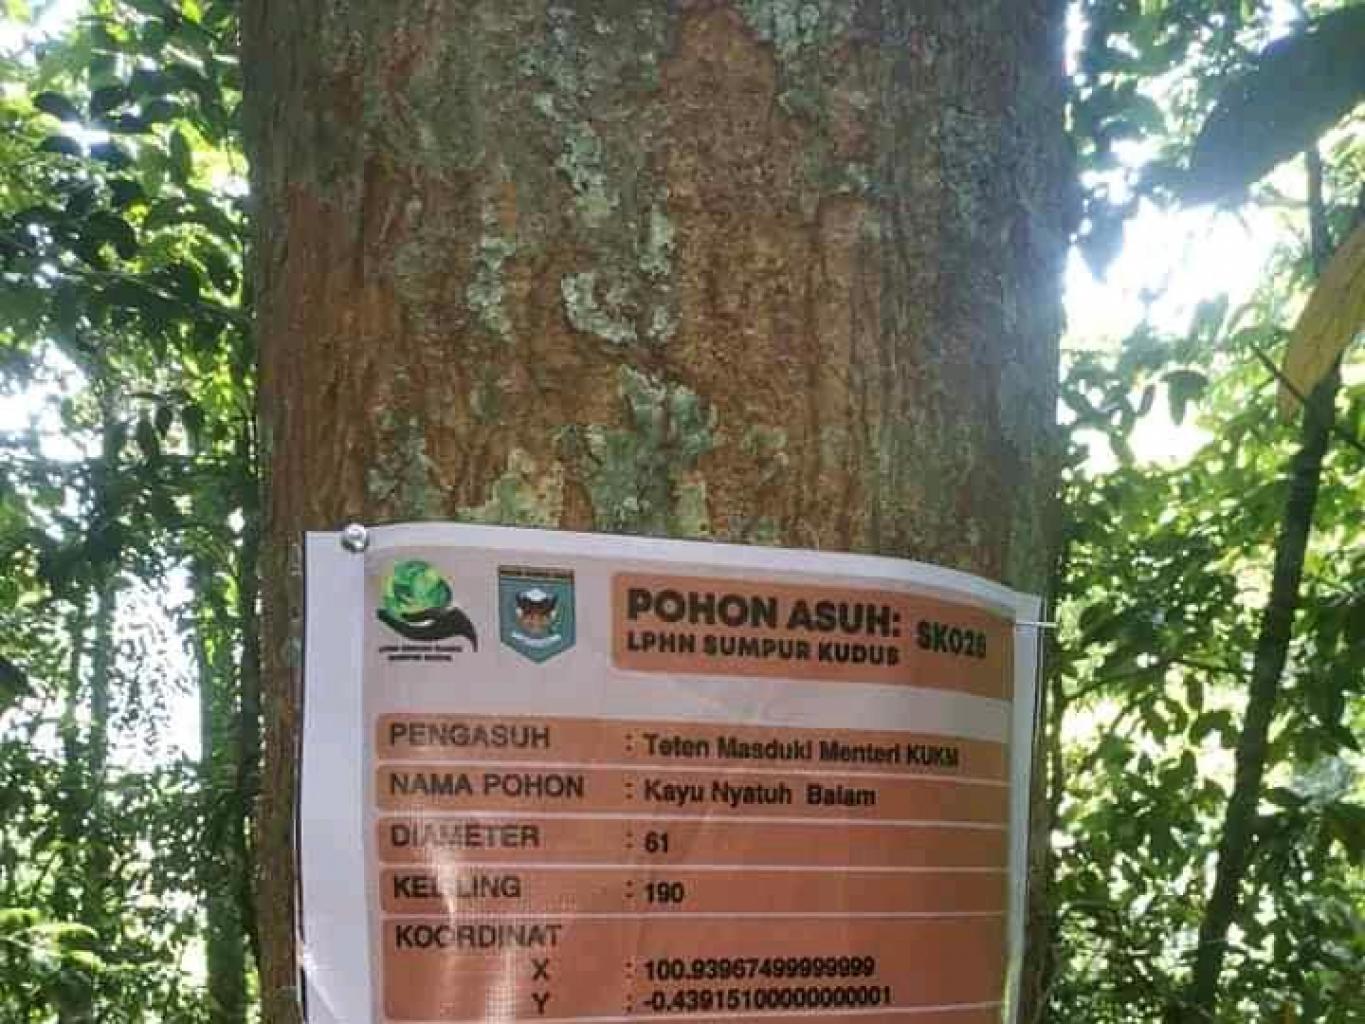 POHON ASUH: SK028
LPHN SUMPUR KUDUS
PENGASUH : Teten Masduki Menteri KUKM
NAMA POHON : Kayu Nyatuh Balam
DIAMETER : 61
KELILING : 190
KOORDINAT
X : 100.93967499999999
Y : -0.43915100000000001